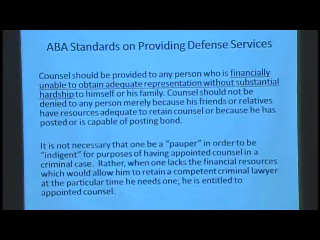 ABA Standards on Providing Defense Services
Counsel should be provided to any person who is financially
unable to obtain adequate representation without substantial
hardship to himself or his family. Counsel should not be
denied to any person merely because his friends or relatives
have resources adequate to retain counsel or because he has
posted or is capable of posting bond.
It is not necessary that one be a “pauper” in order to be
“indigent” for purposes of having appointed counsel in a
criminal case.  Rather, when one lacks the financial resources
which would allow him to retain a competent criminal lawyer
at the particular time he needs one; he is entitled to
appointed counsel.